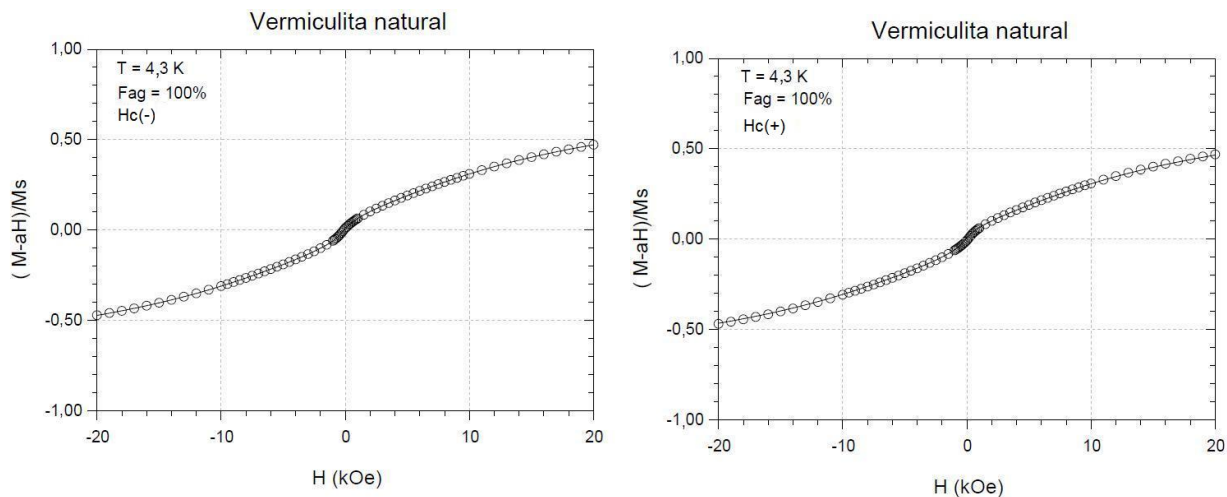 Vermiculita natural
1,00
0,50
0,00
-0,50
-1,00
( M-aH)/Ms
T = 4,3 K
Fag = 100%
Hc(-)
-20
-10
0
10
20
H (kOe)
Vermiculita natural
1,00
0,50
0,00
-0,50
-1,00
( M-aH)/Ms
T = 4,3 K
Fag = 100%
Hc(+)
-20
-10
0
10
20
H (kOe)